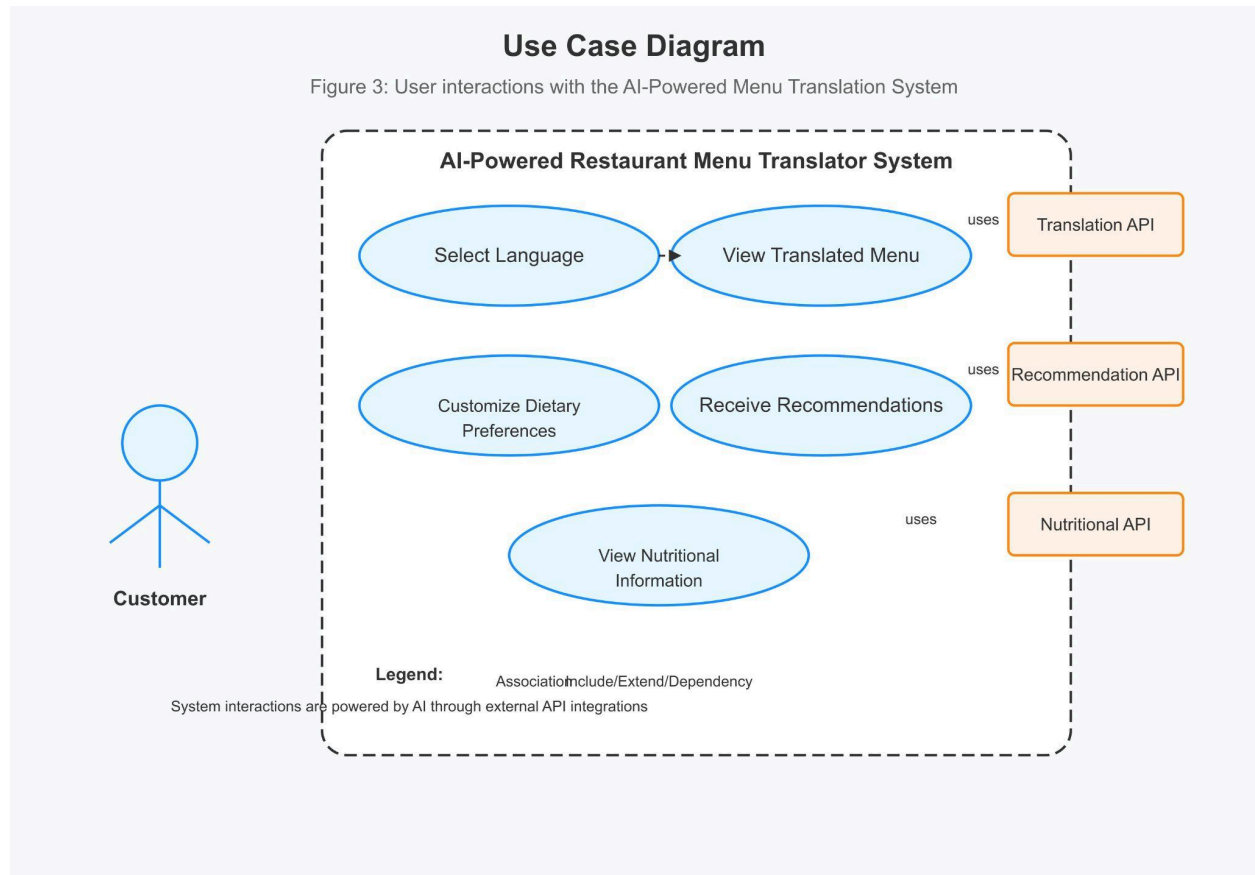 Use Case Diagram
Figure 3: User interactions with the AI-Powered Menu Translation System
AI-Powered Restaurant Menu Translator System
Select Language
View Translated Menu
uses
Translation API
Customize Dietary
Preferences
Receive Recommendations
uses
Recommendation API
View Nutritional
Information
uses
Nutritional API
Customer
Legend:
Association
Include/Extend/Dependency
System interactions are powered by AI through external API integrations